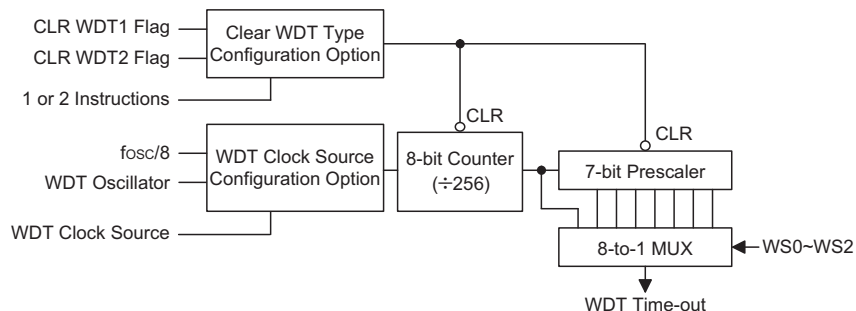 CLR WDT1 Flag
CLR WDT2 Flag
1 or 2 Instructions
Clear WDT Type
Configuration Option
CLR
CLR
fosc/8
WDT Oscillator
WDT Clock Source
WDT Clock Source
Configuration Option
8-bit Counter
(÷256)
7-bit Prescaler
8-to-1 MUX
WS0~WS2
WDT Time-out